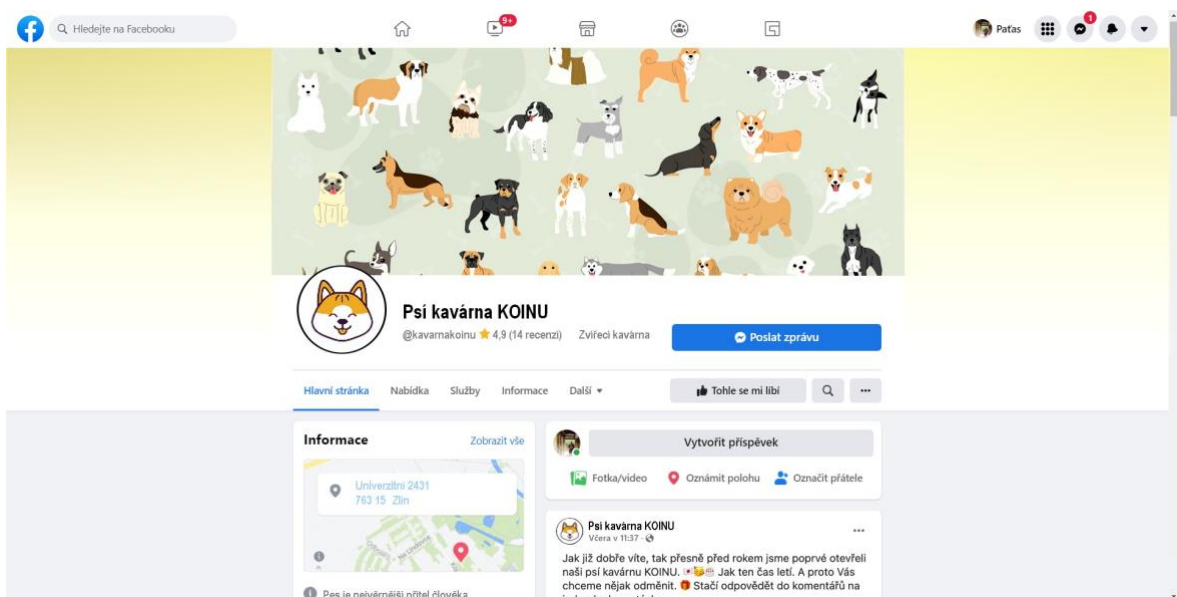 Hledejte na Facebooku
9+
Paťas
1
Psí kavárna KOINU
@kavarnakoinu 4,9 (14 recenzí) Zvířecí kavárna
Poslat zprávu
Hlavní stránka Nabídka Služby Informace Další
Tohle se mi líbí
Informace Zobrazit vše
Univerzitní 2431
763 15 Zlín
Vytvořit příspěvek
Fotka/video Oznámit polohu Označit přátele
Psí kavárna KOINU
Včera v 11:37
Jak již dobře víte, tak přesně před rokem jsme poprvé otevřeli
naši psí kavárnu KOINU. Jak ten čas letí. A proto Vás
chceme nějak odměnit. Stačí odpovědět do komentářů na
Pes je nejvěrnější přítel člověka